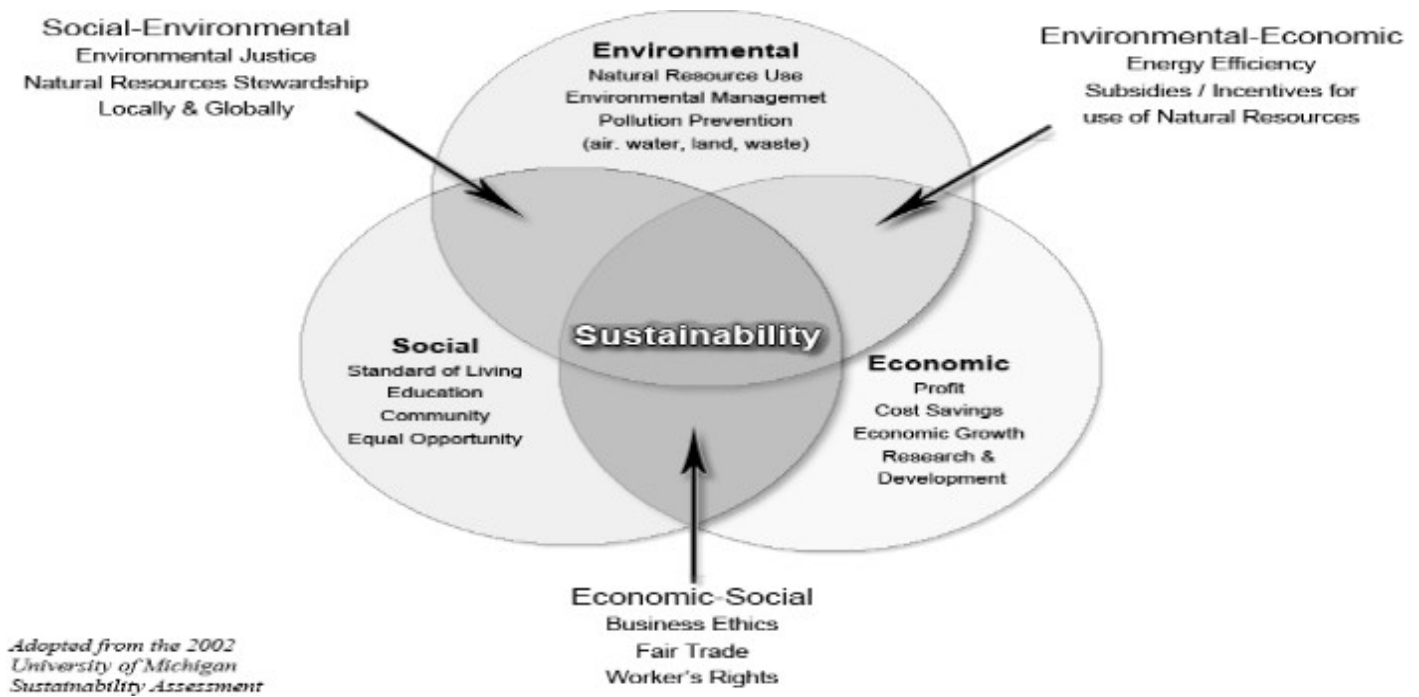 Social-Environmental
Environmental Justice
Natural Resources Stewardship
Locally & Globally
Environmental
Natural Resource Use
Environmental Managemet
Pollution Prevention
(air. water, land, waste)
Environmental-Economic
Energy Efficiency
Subsidies / Incentives for
use of Natural Resources
Sustainability
Social
Standard of Living
Education
Community
Equal Opportunity
Economic
Profit
Cost Savings
Economic Growth
Research &
Development
Economic-Social
Business Ethics
Fair Trade
Worker's Rights
Adopted from the 2002
University of Michigan
Sustainability Assessment